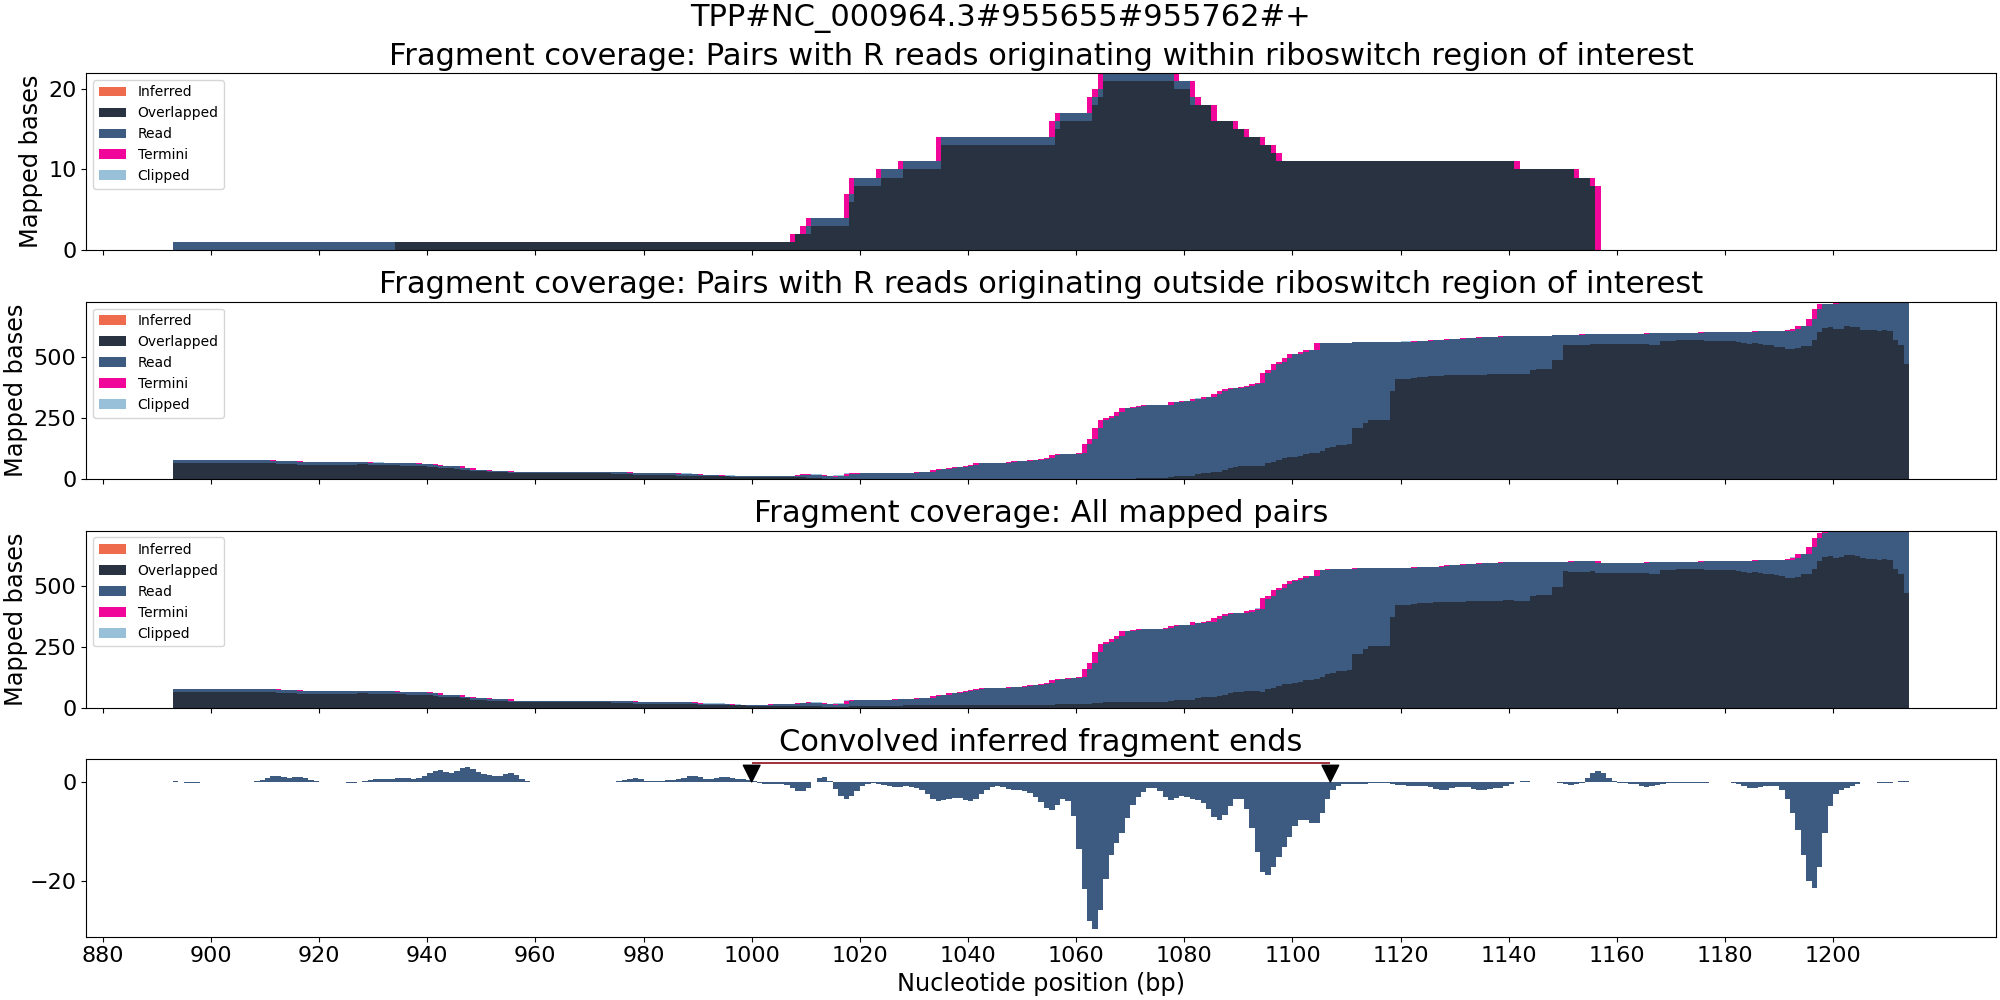 TPP#NC_000964.3#955655#955762#+
Fragment coverage: Pairs with R reads originating within riboswitch region of interest
Mapped bases
20
10
0
Inferred
Overlapped
Read
Termini
Clipped
Fragment coverage: Pairs with R reads originating outside riboswitch region of interest
Mapped bases
500
250
0
Inferred
Overlapped
Read
Termini
Clipped
Fragment coverage: All mapped pairs
Mapped bases
500
250
0
Inferred
Overlapped
Read
Termini
Clipped
Convolved inferred fragment ends
0
−20
880 900 920 940 960 980 1000 1020 1040 1060 1080 1100 1120 1140 1160 1180 1200
Nucleotide position (bp)